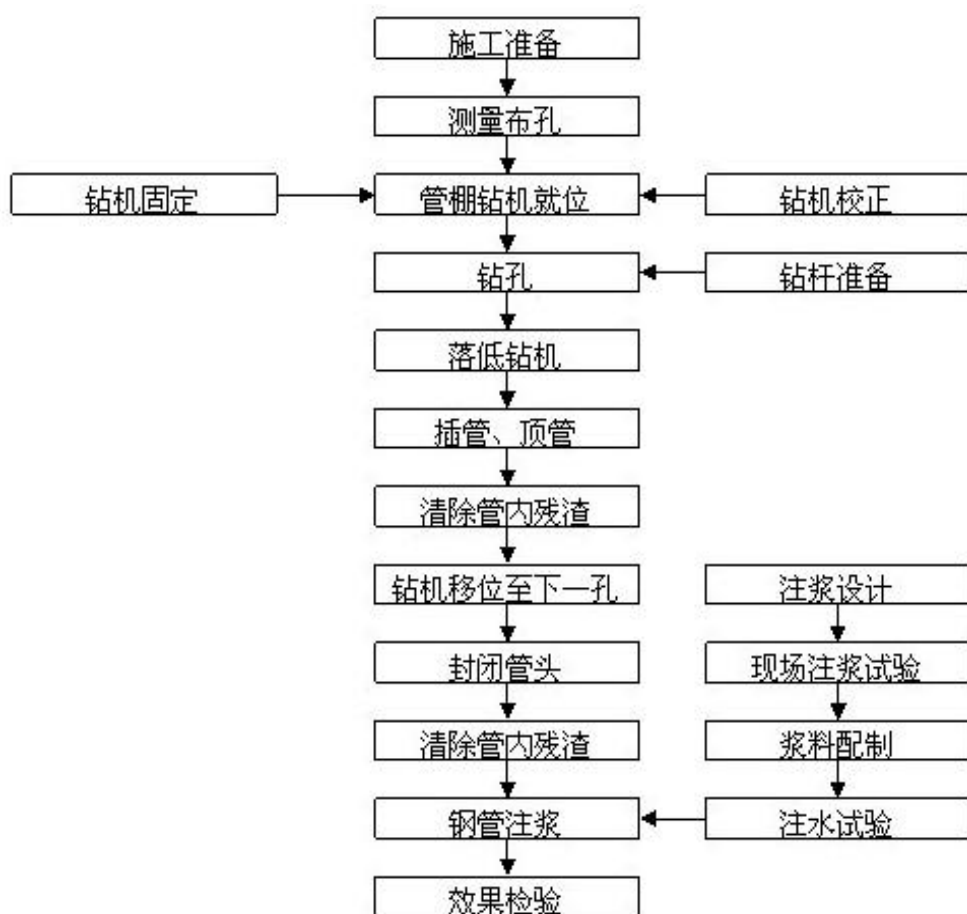 施工准备
测量布孔
钻机固定
管棚钻机就位
钻机校正
钻孔
钻杆准备
落低钻机
插管、顶管
清除管内残渣
钻机移位至下一孔
注浆设计
封闭管头
现场注浆试验
清除管内残渣
浆料配制
钢管注浆
注水试验
效果检验